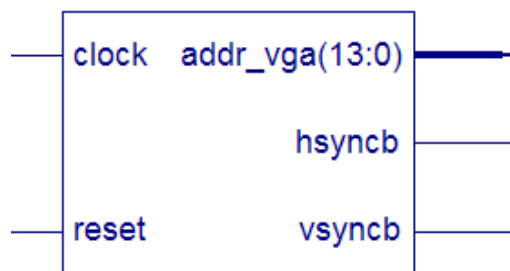 clock addr_vga(13:0)
hsyncb
reset vsyncb